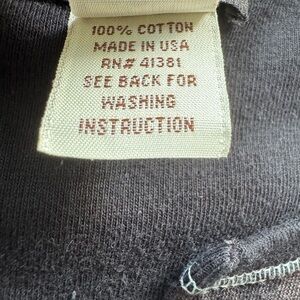 100% COTTON
MADE IN USA
RN# 41381
SEE BACK FOR
WASHING
INSTRUCTION